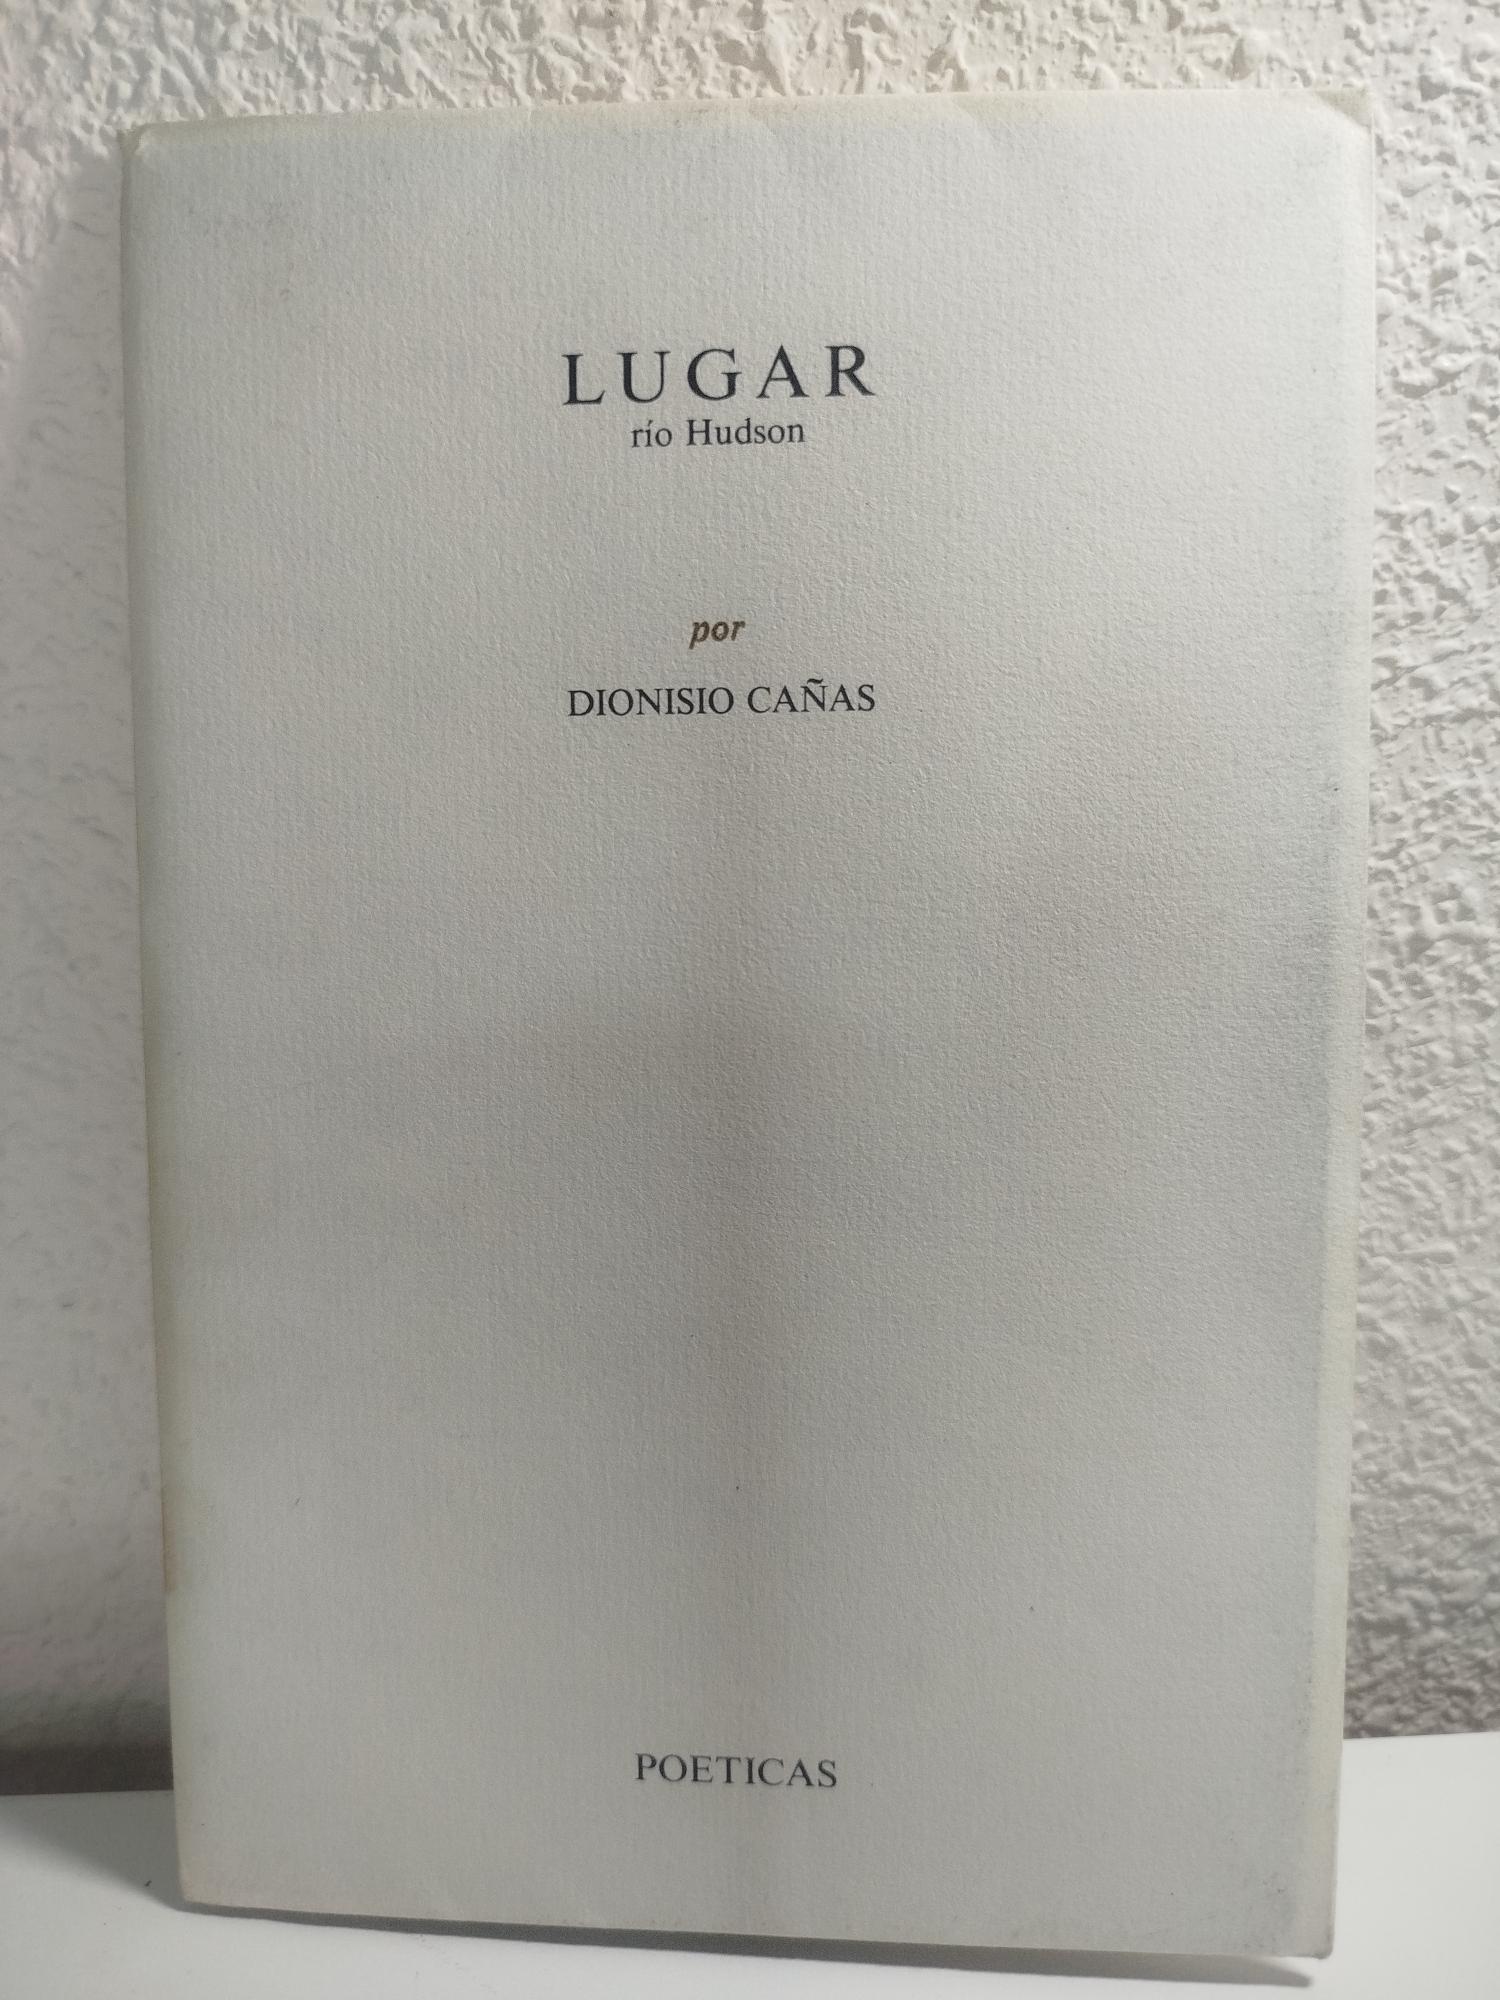 LUGAR
río Hudson
por
DIONISIO CAÑAS
POETICAS